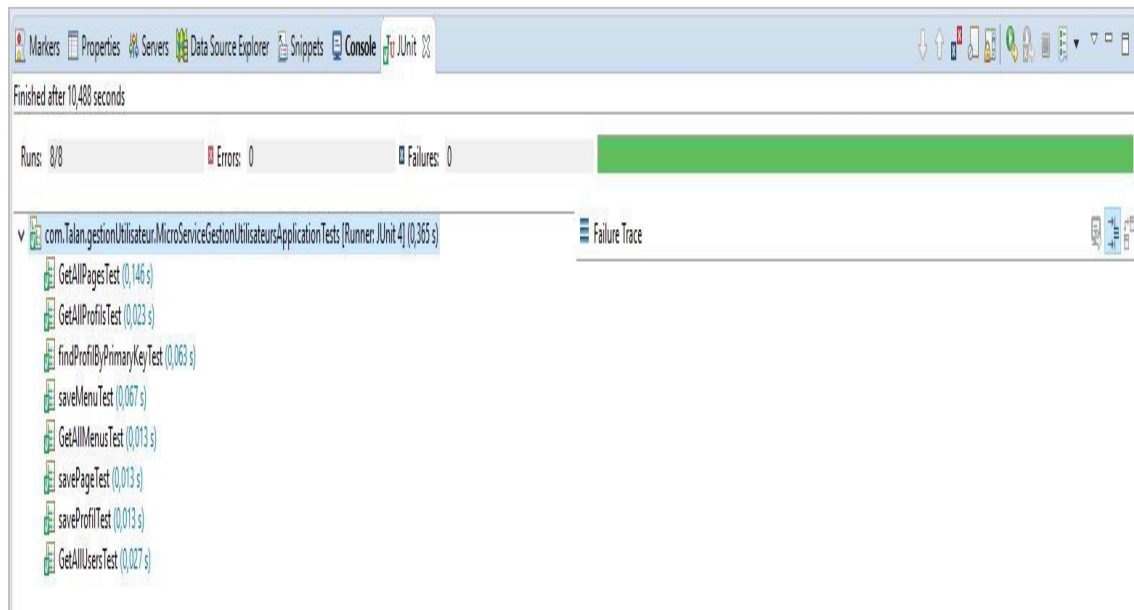 Markers Properties Servers Data Source Explorer Snippets Console JUnit
Finished after 10,488 seconds
Runs: 8/8 Errors: 0 Failures: 0
com.Talan.gestionUtilisateur.MicroServiceGestionUtilisateursApplicationTests [Runner: JUnit 4] (0,365 s)
Failure Trace
GetAllPagesTest (0,146 s)
GetAllProfilsTest (0,023 s)
findProfilByPrimaryKeyTest (0,063 s)
saveMenuTest (0,067 s)
GetAllMenusTest (0,013 s)
savePageTest (0,013 s)
saveProfilTest (0,013 s)
GetAllUsersTest (0,027 s)